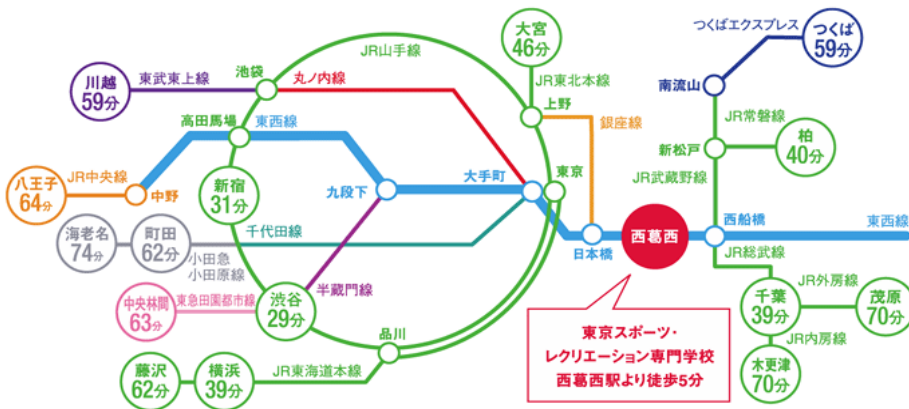 つくばエクスプレス
つくば
59分
大宮
46分
JR山手線
池袋
丸ノ内線
川越
59分
東武東上線
JR東北本線
南流山
上野
高田馬場
東西線
銀座線
JR常磐線
新松戸
柏
40分
東京
大手町
八王子
64分
JR中央線
中野
新宿
31分
九段下
JR武蔵野線
西船橋
東西線
海老名
74分
町田
62分
小田急
小田原線
千代田線
日本橋
西葛西
JR総武線
半蔵門線
中央林間
63分
東急田園都市線
渋谷
29分
JR外房線
千葉
39分
茂原
70分
品川
東京スポーツ・
レクリエーション専門学校
西葛西駅より徒歩5分
JR内房線
木更津
70分
藤沢
62分
横浜
39分
JR東海道本線